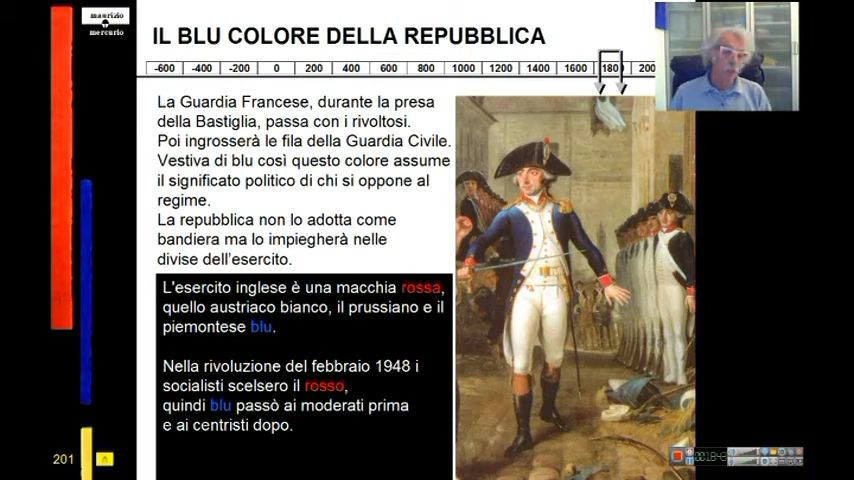 maurizio
mercurio
IL BLU COLORE DELLA REPUBBLICA
-600 -400 -200 0 200 400 600 800 1000 1200 1400 1600 1800
La Guardia Francese, durante la presa
della Bastiglia, passa con i rivoltosi.
Poi ingrosserà le fila della Guardia Civile.
Vestiva di blu così questo colore assume
il significato politico di chi si oppone al
regime.
La repubblica non lo adotta come
bandiera ma lo impiegherà nelle
divise dell'esercito.
L'esercito inglese è una macchia rossa,
quello austriaco bianco, il prussiano e il
piemontese blu.
Nella rivoluzione del febbraio 1948 i
socialisti scelsero il rosso,
quindi blu passò ai moderati prima
e ai centristi dopo.
201